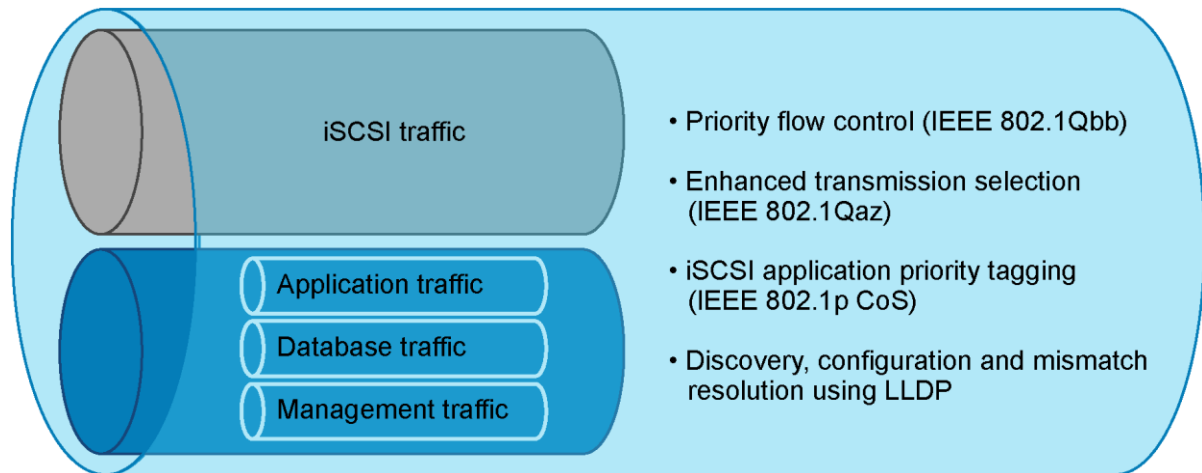 iSCSI traffic
Application traffic
Database traffic
Management traffic
• Priority flow control (IEEE 802.1Qbb)
• Enhanced transmission selection
(IEEE 802.1Qaz)
• iSCSI application priority tagging
(IEEE 802.1p CoS)
• Discovery, configuration and mismatch
resolution using LLDP